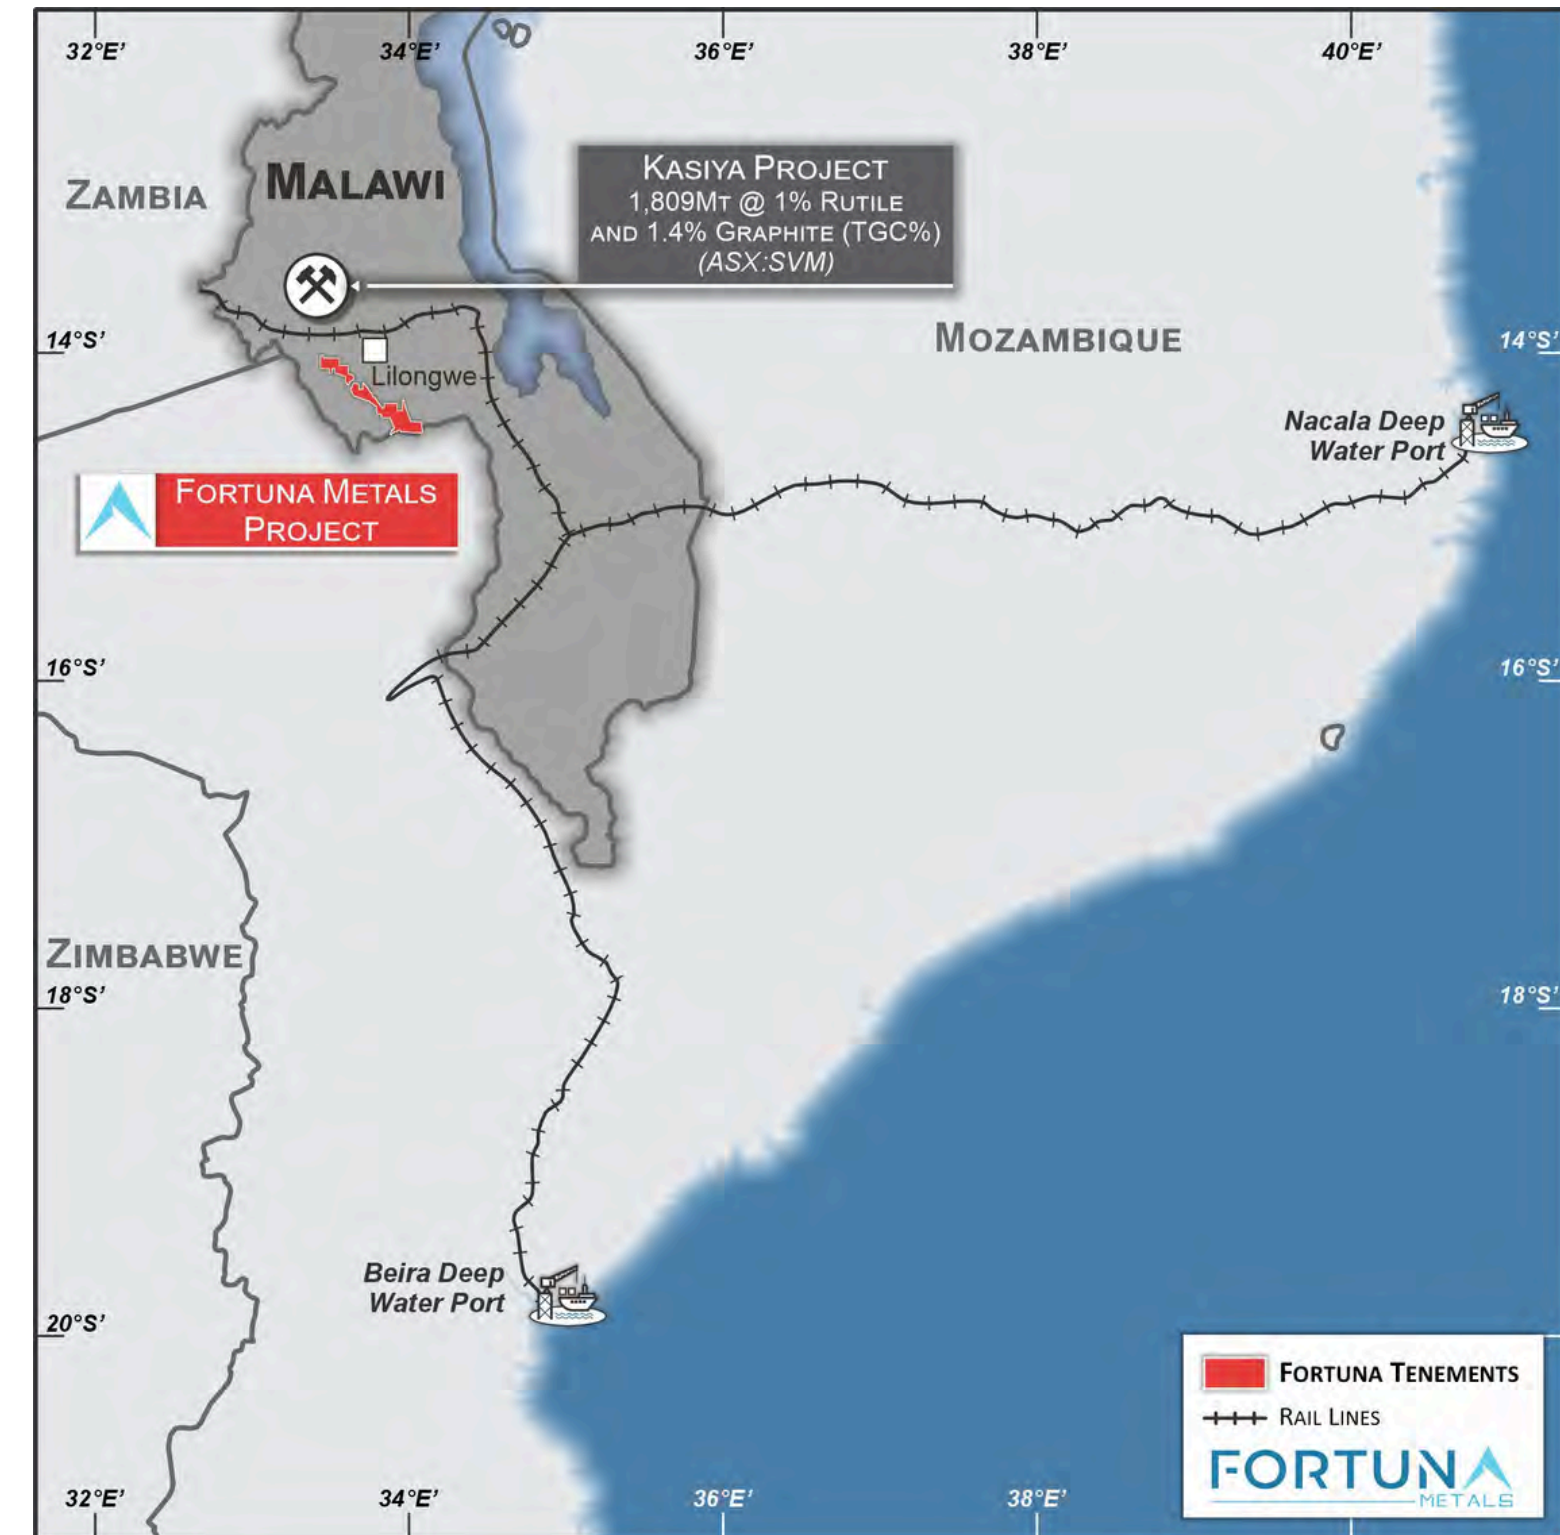 32°E’
34°E’
36°E’
38°E’
40°E’
ZAMBIA
MALAWI
KASIYA PROJECT
1,809MT @ 1% RUTILE
AND 1.4% GRAPHITE (TGC%)
(ASX:SVM)
14°S’
MOZAMBIQUE
14°S’
Lilongwe
Nacala Deep
Water Port
FORTUNA METALS
PROJECT
16°S’
16°S’
ZIMBABWE
18°S’
18°S’
Beira Deep
Water Port
20°S’
FORTUNA TENEMENTS
RAIL LINES
FORTUNA
METALS
32°E’
34°E’
36°E’
38°E’